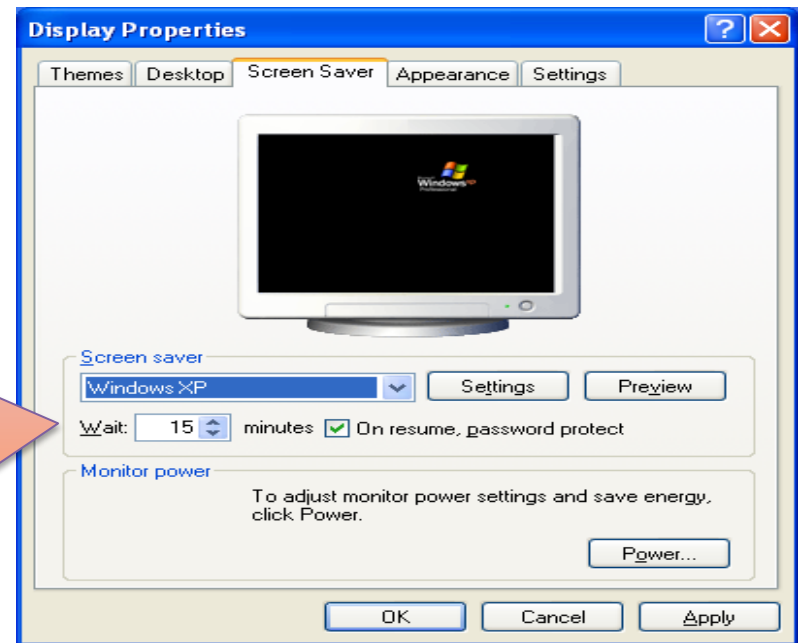 Display Properties
Themes Desktop Screen Saver Appearance Settings
Windows
Professional
Screen saver
Windows XP Settings Preview
Wait: 15 minutes On resume, password protect
Monitor power
To adjust monitor power settings and save energy,
click Power.
Power...
OK Cancel Apply